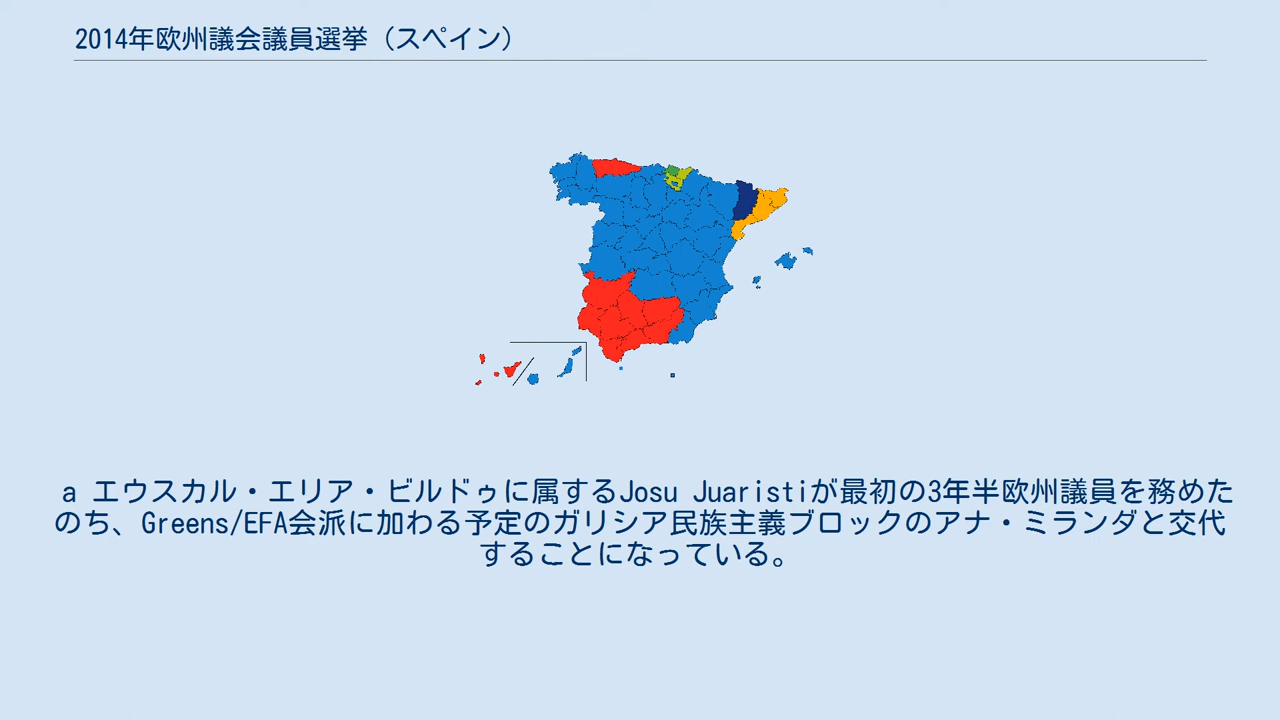 2014年欧州議会議員選挙（スペイン）
a エウスカル・エリア・ビルドゥに属するJosu Juaristiが最初の3年半欧州議員を務めた
のち、Greens/EFA会派に加わる予定のガリシア民族主義ブロックのアナ・ミランダと交代
することになっている。